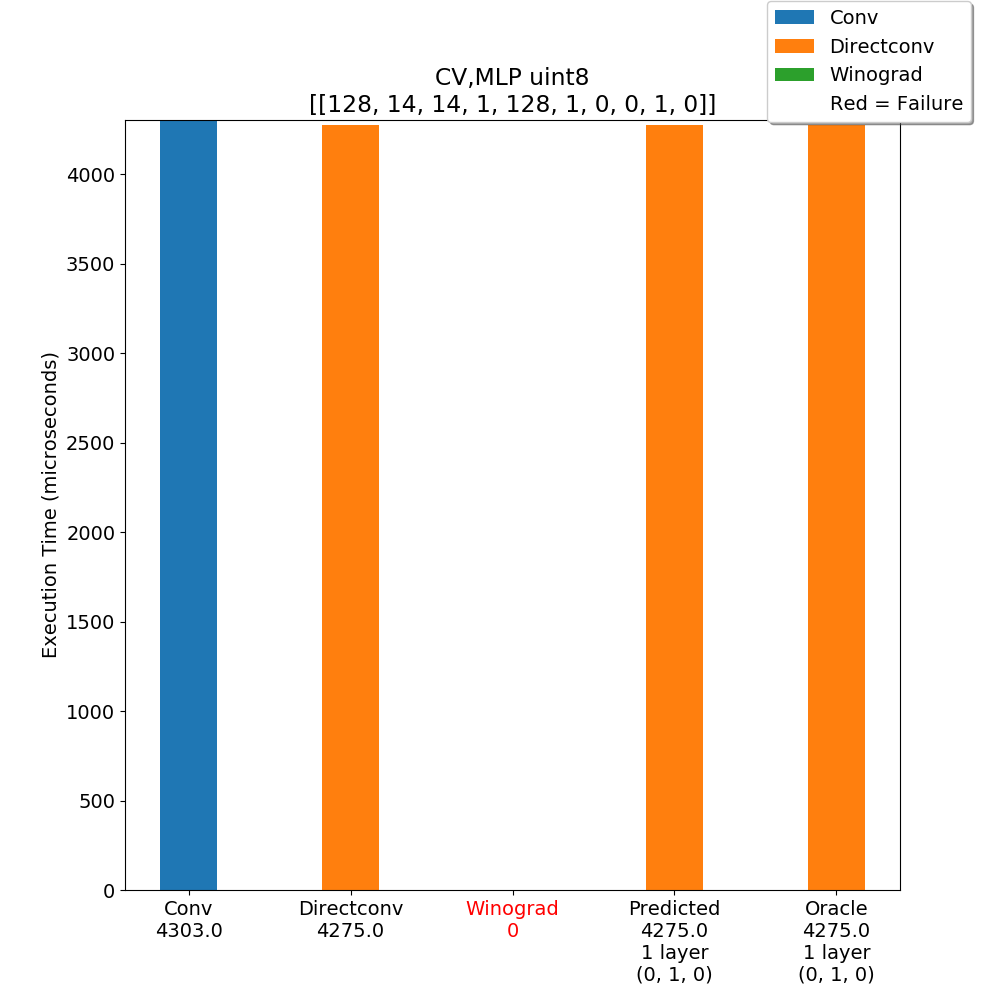 Conv
Directconv
Winograd
Red = Failure
CV,MLP uint8
[[128, 14, 14, 1, 128, 1, 0, 0, 1, 0]]
Execution Time (microseconds)
4000
3500
3000
2500
2000
1500
1000
500
0
Conv
4303.0
Directconv
4275.0
Winograd
0
Predicted
4275.0
1 layer
(0, 1, 0)
Oracle
4275.0
1 layer
(0, 1, 0)